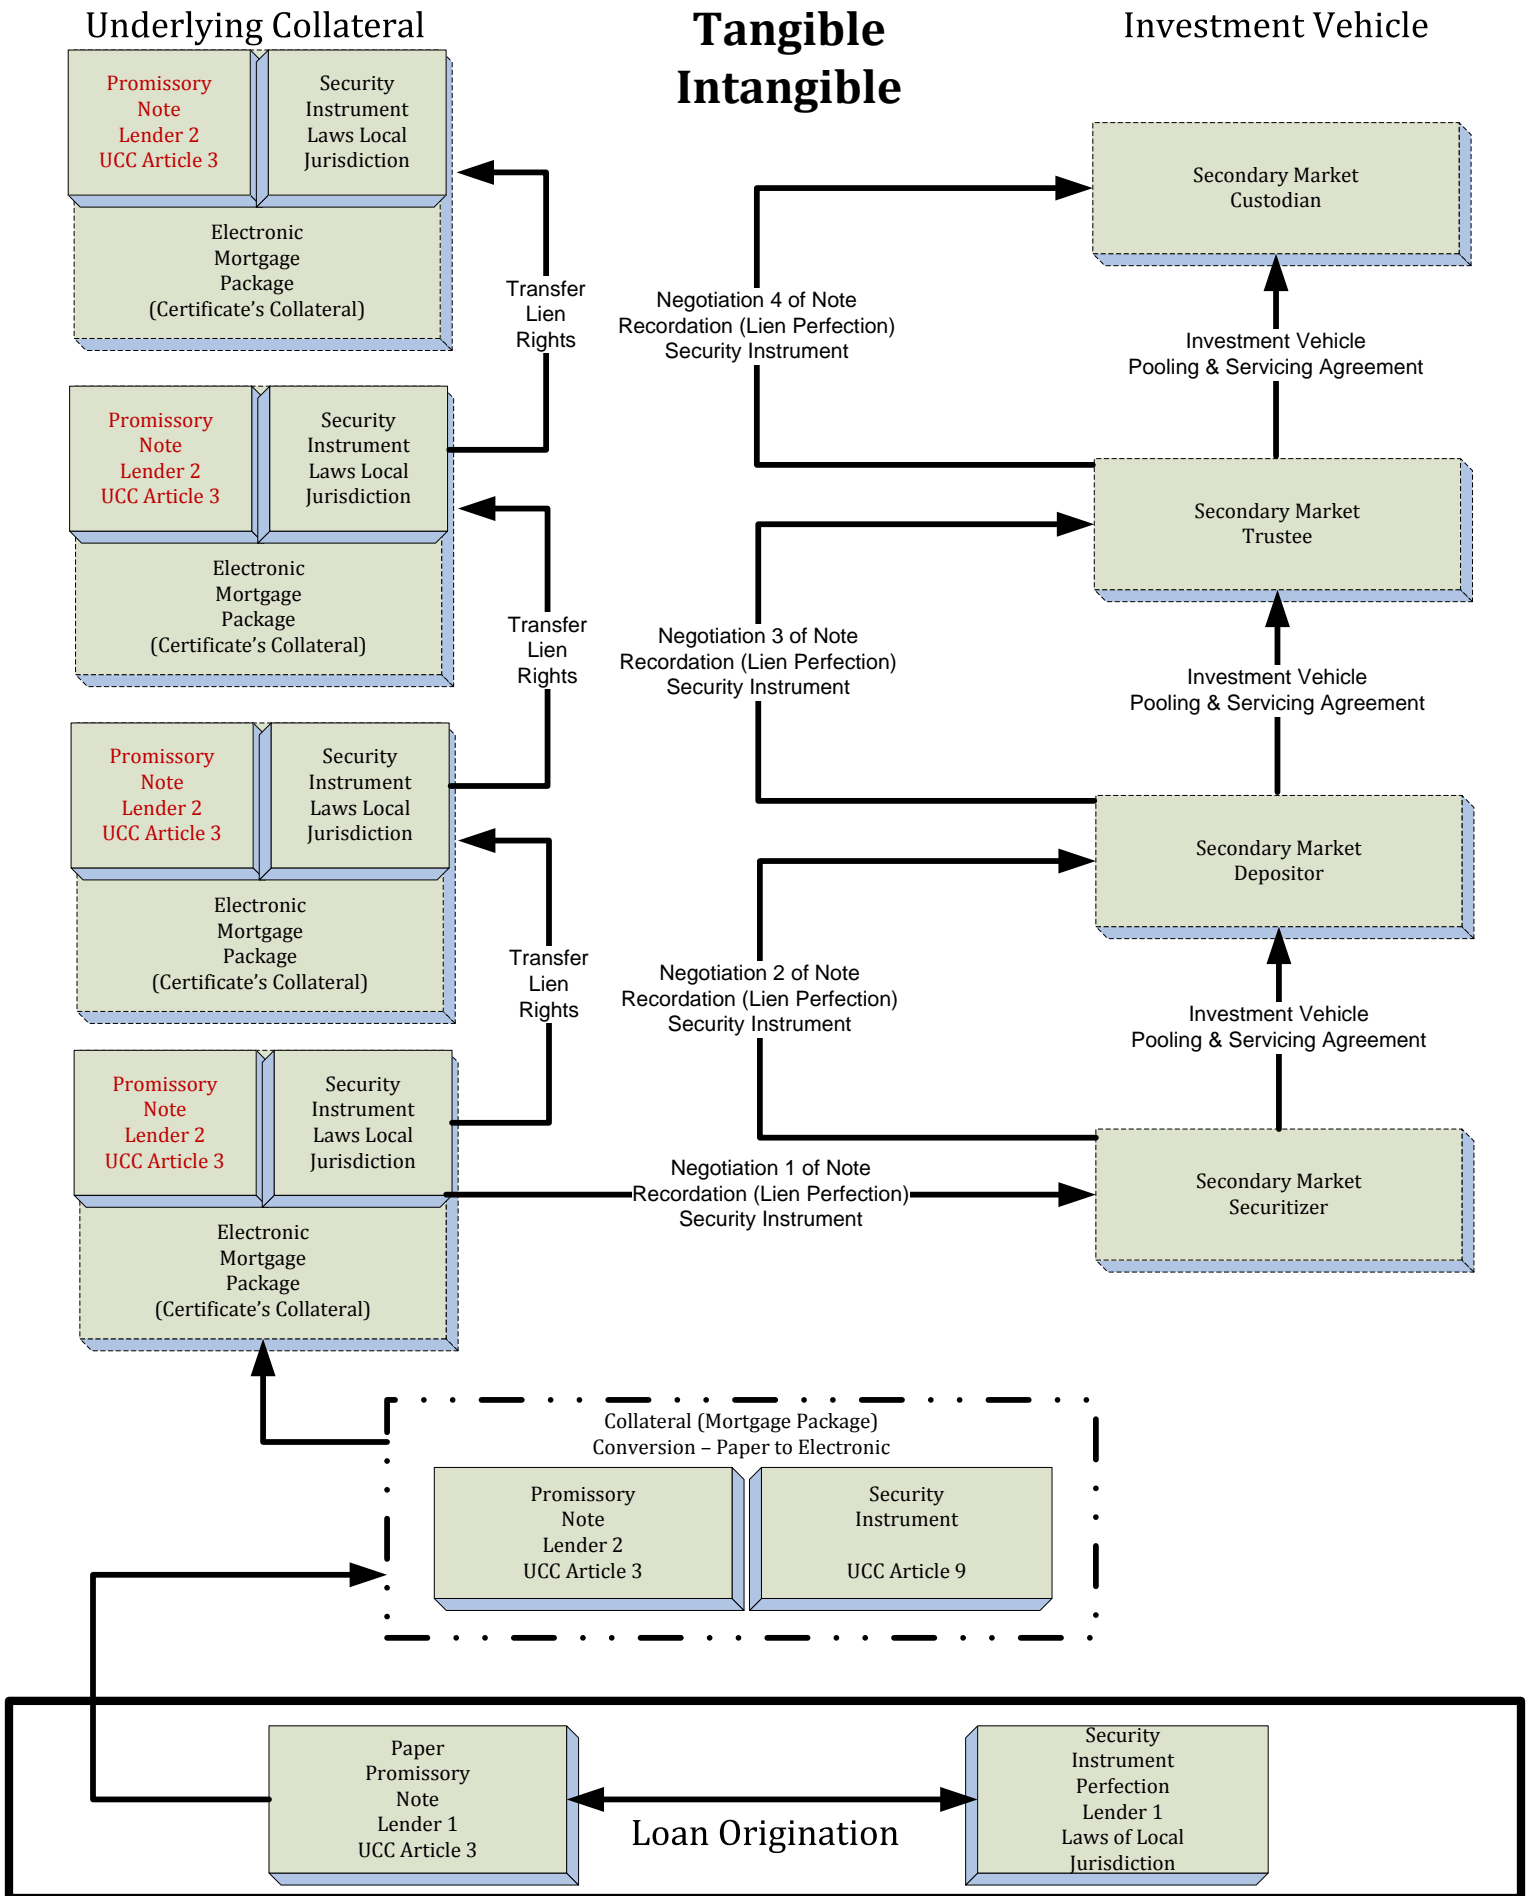 Underlying Collateral
Tangible
Intangible
Investment Vehicle
Promissory
Note
Lender 2
UCC Article 3
Security
Instrument
Laws Local
Jurisdiction
Electronic
Mortgage
Package
(Certificate's Collateral)
Transfer
Lien
Rights
Negotiation 4 of Note
Recordation (Lien Perfection)
Security Instrument
Secondary Market
Custodian
Investment Vehicle
Pooling & Servicing Agreement
Promissory
Note
Lender 2
UCC Article 3
Security
Instrument
Laws Local
Jurisdiction
Electronic
Mortgage
Package
(Certificate's Collateral)
Transfer
Lien
Rights
Negotiation 3 of Note
Recordation (Lien Perfection)
Security Instrument
Secondary Market
Trustee
Investment Vehicle
Pooling & Servicing Agreement
Promissory
Note
Lender 2
UCC Article 3
Security
Instrument
Laws Local
Jurisdiction
Electronic
Mortgage
Package
(Certificate's Collateral)
Transfer
Lien
Rights
Negotiation 2 of Note
Recordation (Lien Perfection)
Security Instrument
Secondary Market
Depositor
Investment Vehicle
Pooling & Servicing Agreement
Promissory
Note
Lender 2
UCC Article 3
Security
Instrument
Laws Local
Jurisdiction
Electronic
Mortgage
Package
(Certificate's Collateral)
Negotiation 1 of Note
Recordation (Lien Perfection)
Security Instrument
Secondary Market
Securitizer
Collateral (Mortgage Package)
Conversion – Paper to Electronic
Promissory
Note
Lender 2
UCC Article 3
Security
Instrument
UCC Article 9
Paper
Promissory
Note
Lender 1
UCC Article 3
Loan Origination
Security
Instrument
Perfection
Lender 1
Laws of Local
Jurisdiction